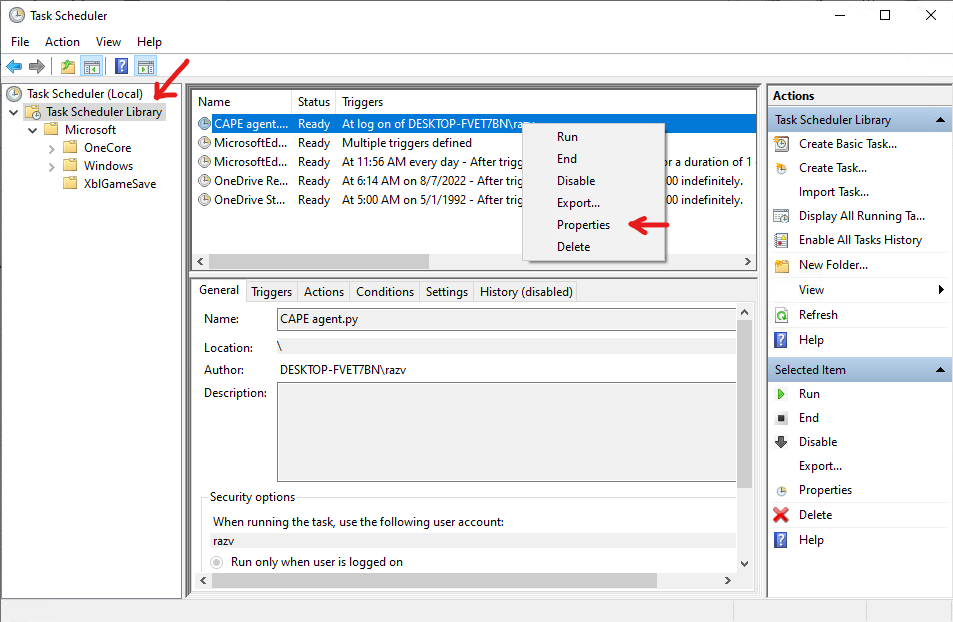 Task Scheduler
File Action View Help
Task Scheduler (Local)
Task Scheduler Library
Microsoft
OneCore
Windows
XblGameSave
Name Status Triggers
CAPE agent.... Ready At log on of DESKTOP-FVET7BN\razv
MicrosoftEd... Ready Multiple triggers defined
MicrosoftEd... Ready At 11:56 AM every day - After trigg or a duration of 1
OneDrive Re... Ready At 6:14 AM on 8/7/2022 - After trig 00 indefinitely.
OneDrive St... Ready At 5:00 AM on 5/1/1992 - After trig 00 indefinitely.
Run
End
Disable
Export...
Properties
Delete
General Triggers Actions Conditions Settings History (disabled)
Name: CAPE agent.py
Location: \
Author: DESKTOP-FVET7BN\razv
Description:
Security options
When running the task, use the following user account:
razv
Run only when user is logged on
Actions
Task Scheduler Library
Create Basic Task...
Create Task...
Import Task...
Display All Running Ta...
Enable All Tasks History
New Folder...
View
Refresh
Help
Selected Item
Run
End
Disable
Export...
Properties
Delete
Help